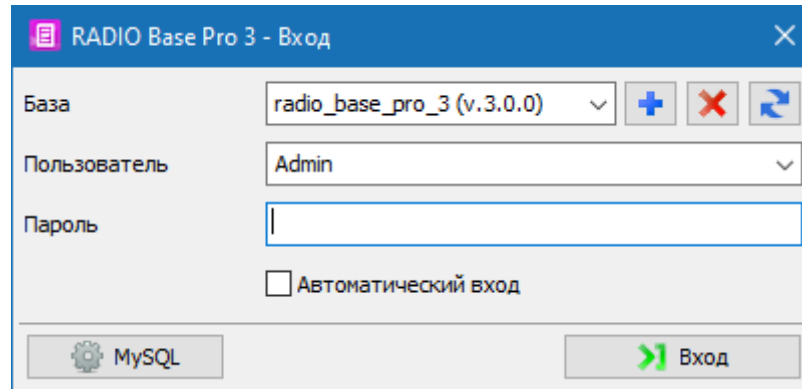 RADIO Base Pro 3 - Вход
База radio_base_pro_3 (v.3.0.0)
Пользователь Admin
Пароль
Автоматический вход
MySQL Вход